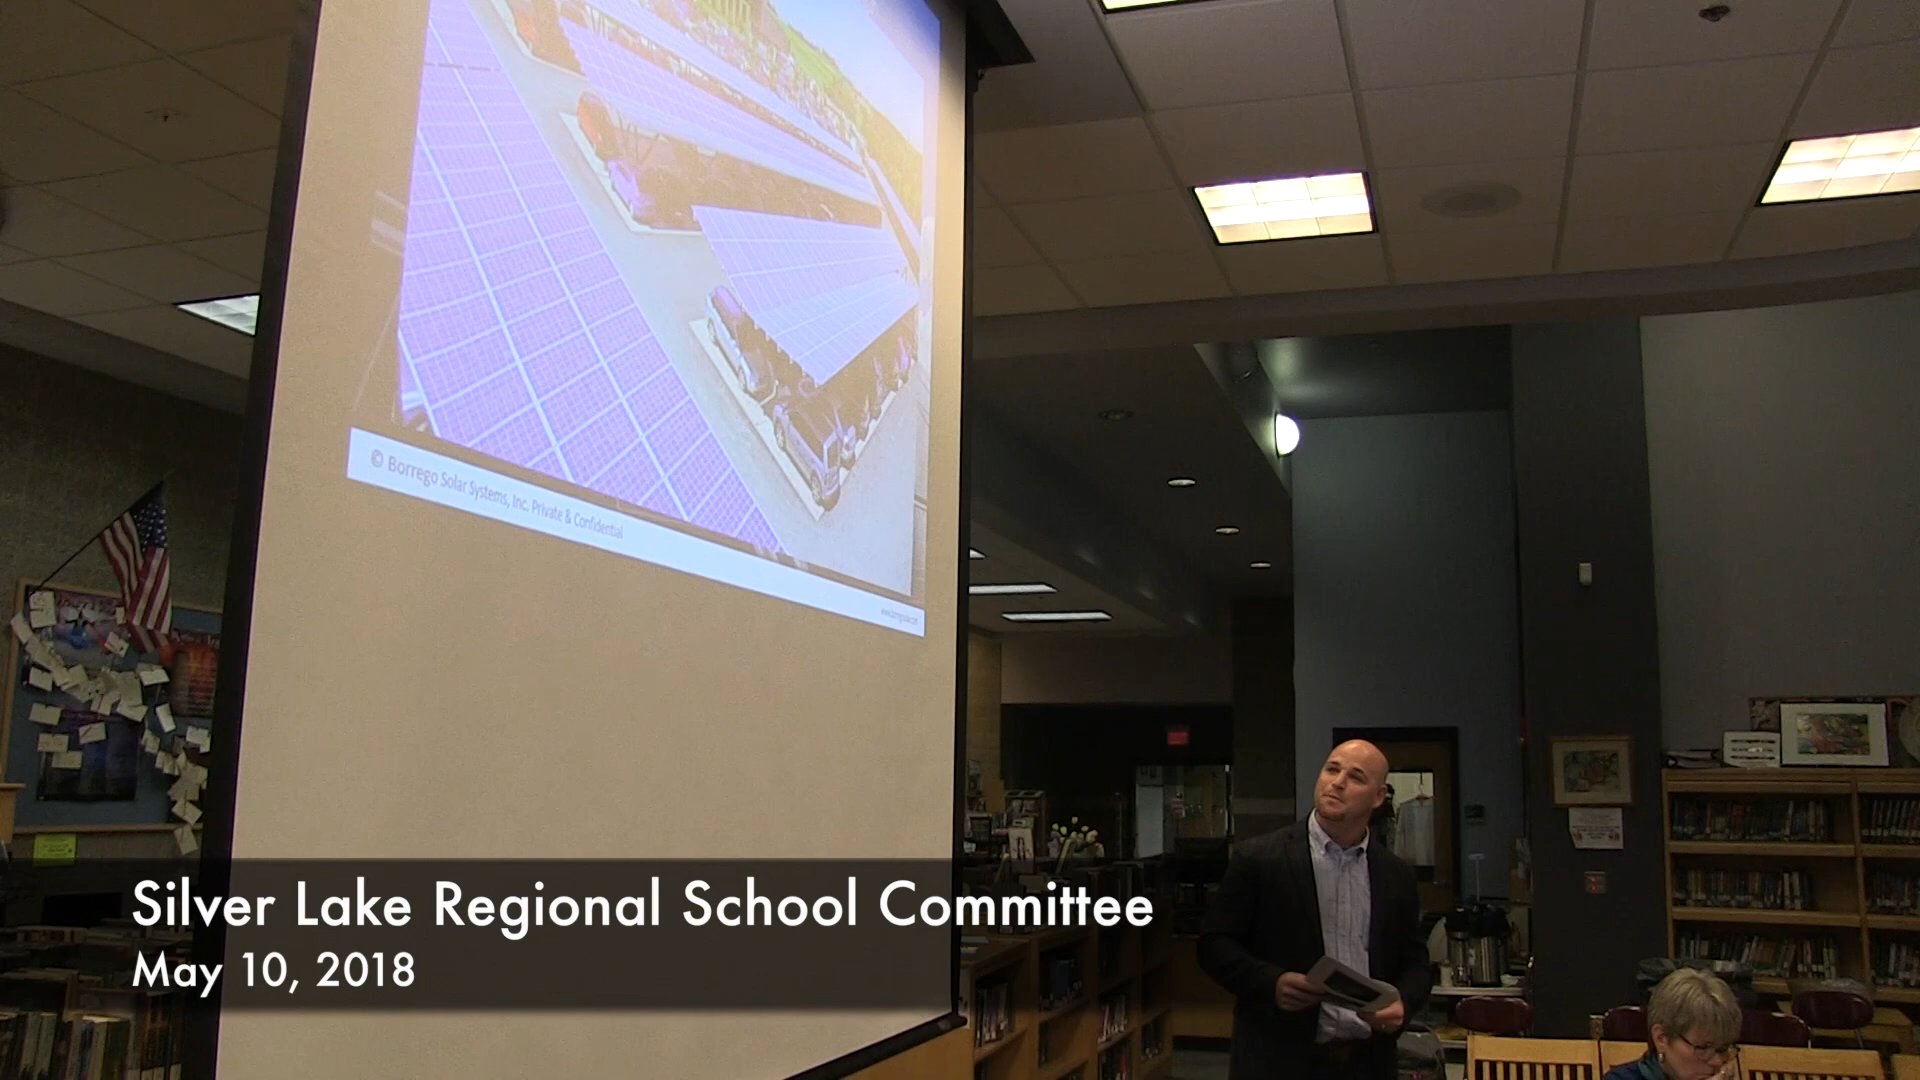 © Borrego Solar Systems, Inc. Private & Confidential
Silver Lake Regional School Committee
May 10, 2018